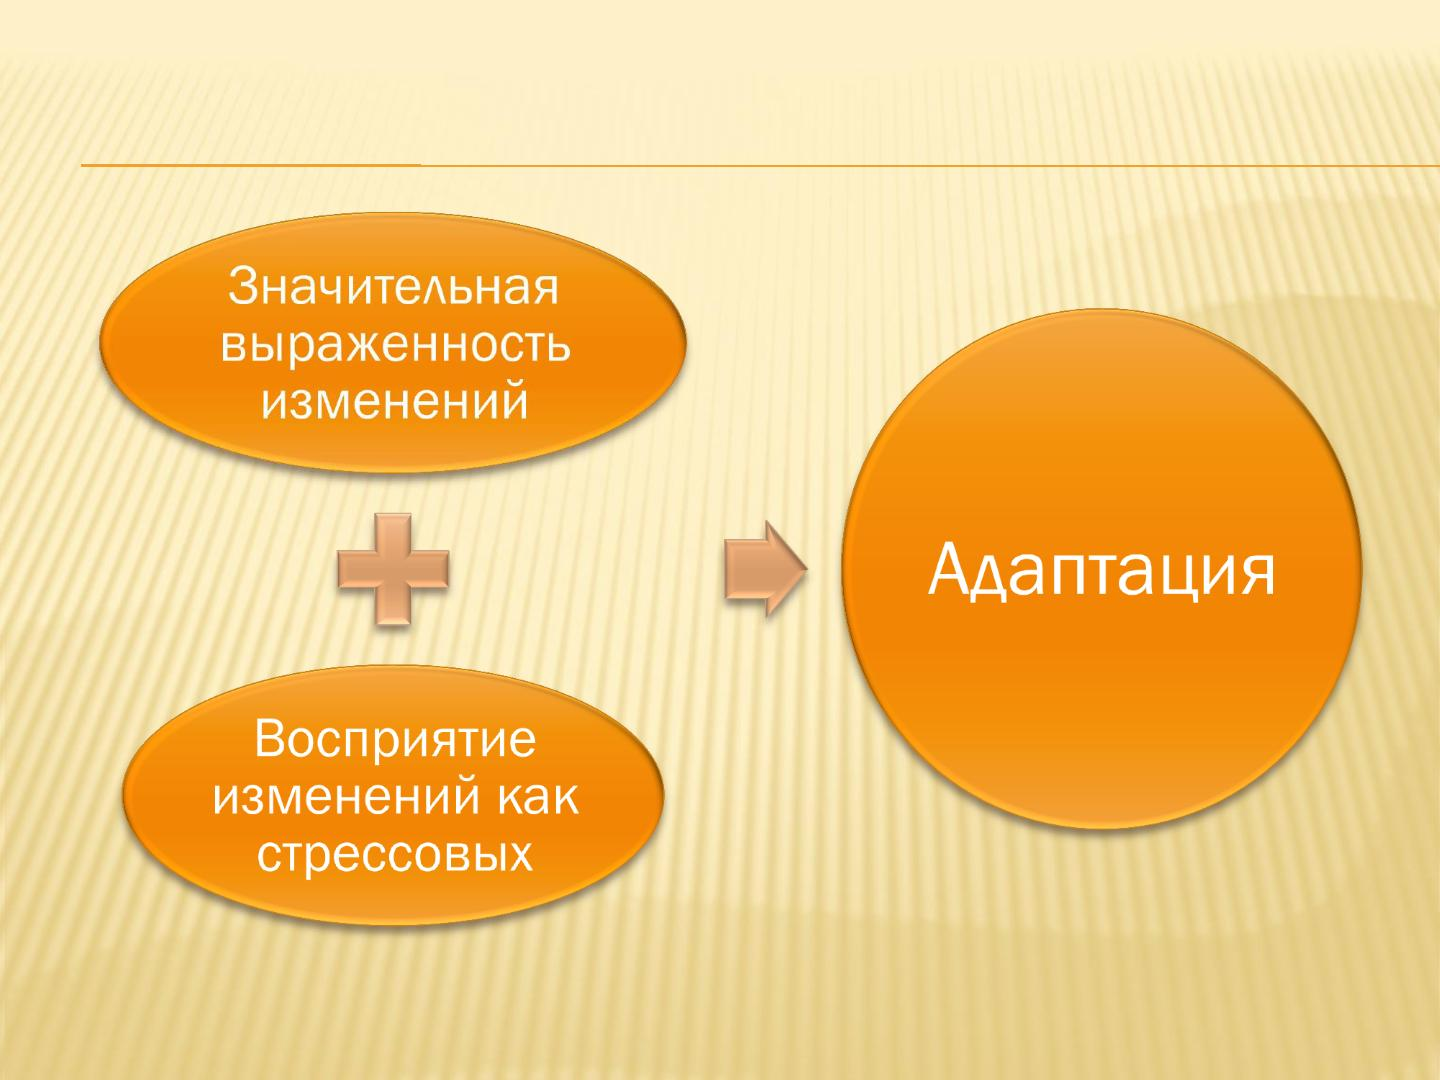 Значительная
выраженность
изменений
Восприятие
изменений как
стрессовых
Адаптация